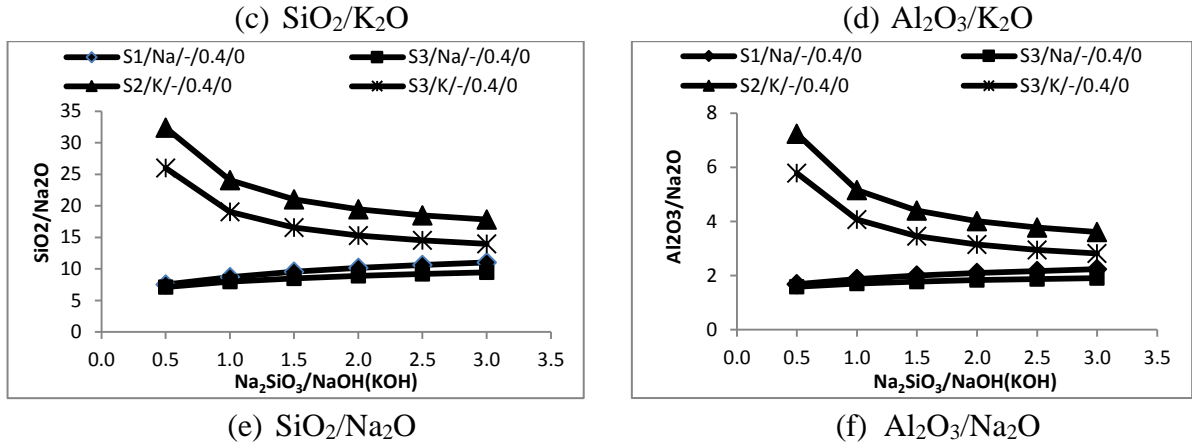 (c) SiO₂/K₂O
(d) Al₂O₃/K₂O
S1/Na/-/0.4/0
S3/Na/-/0.4/0
S2/K/-/0.4/0
S3/K/-/0.4/0
SiO2/Na2O
35
30
25
20
15
10
5
0
0.0 0.5 1.0 1.5 2.0 2.5 3.0 3.5
Na₂SiO₃/NaOH(KOH)
S1/Na/-/0.4/0
S3/Na/-/0.4/0
S2/K/-/0.4/0
S3/K/-/0.4/0
Al2O3/Na2O
8
6
4
2
0
0.0 0.5 1.0 1.5 2.0 2.5 3.0 3.5
Na₂SiO₃/NaOH(KOH)
(e) SiO₂/Na₂O
(f) Al₂O₃/Na₂O